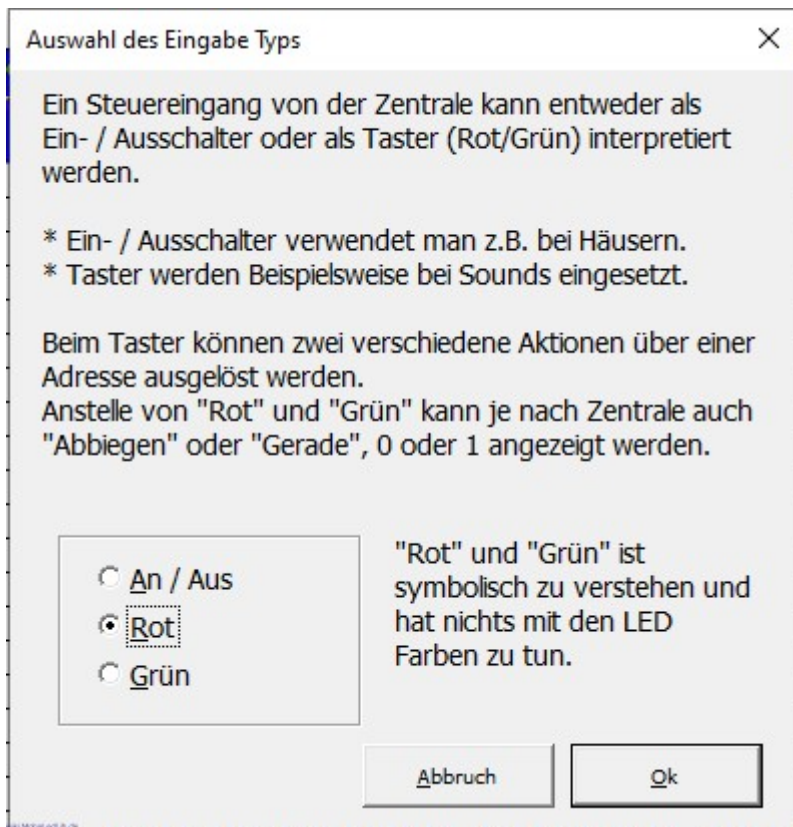 Auswahl des Eingabe Typs
Ein Steuereingang von der Zentrale kann entweder als
Ein- / Ausschalter oder als Taster (Rot/Grün) interpretiert
werden.
* Ein- / Ausschalter verwendet man z.B. bei Häusern.
* Taster werden Beispielsweise bei Sounds eingesetzt.
Beim Taster können zwei verschiedene Aktionen über einer
Adresse ausgelöst werden.
Anstelle von "Rot" und "Grün" kann je nach Zentrale auch
"Abbiegen" oder "Gerade", 0 oder 1 angezeigt werden.
An / Aus
Rot
Grün
"Rot" und "Grün" ist
symbolisch zu verstehen und
hat nichts mit den LED
Farben zu tun.
Abbruch
Ok